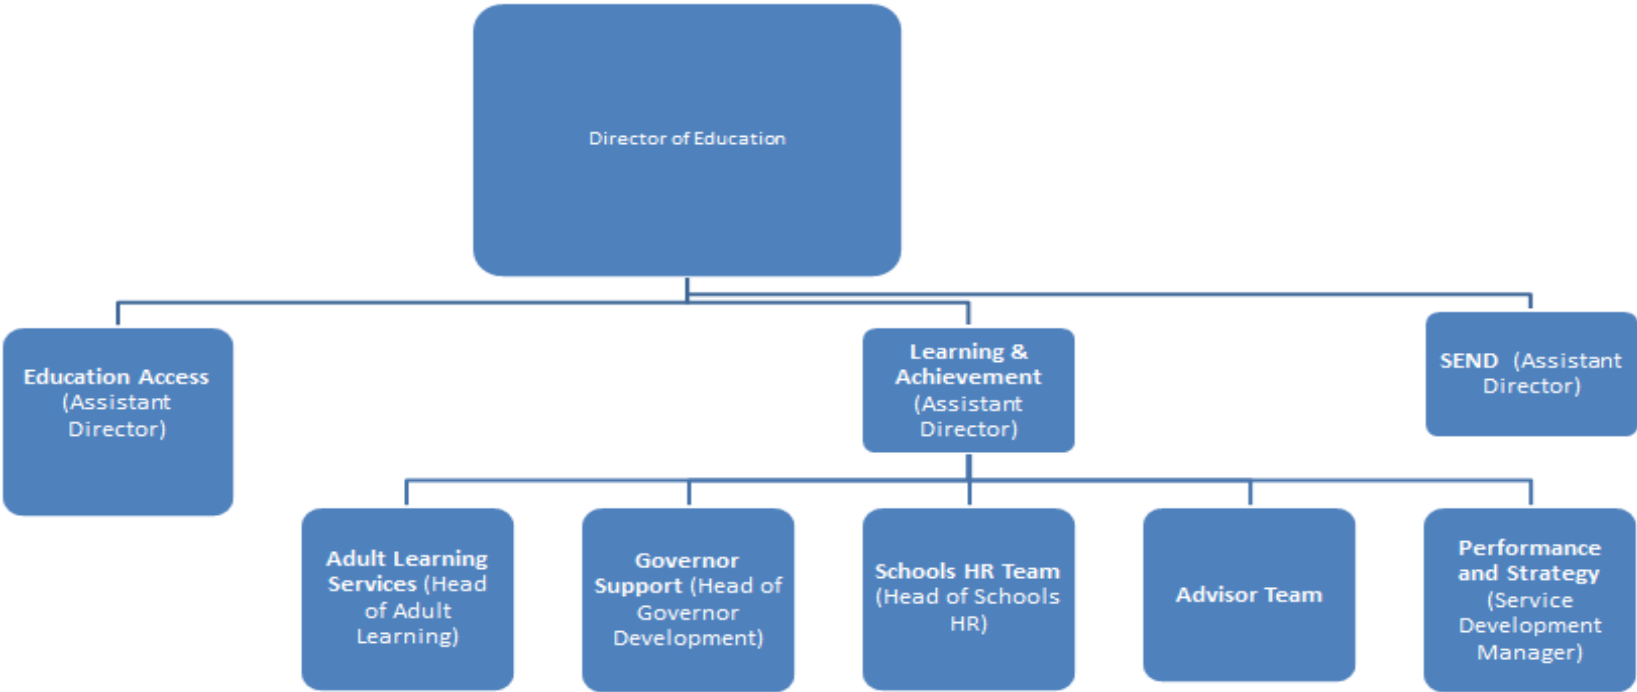 Director of Education
Education Access
(Assistant
Director)
Learning &
Achievement
(Assistant
Director)
SEND (Assistant
Director)
Adult Learning
Services (Head
of Adult
Learning)
Governor
Support (Head of
Governor
Development)
Schools HR Team
(Head of Schools
HR)
Advisor Team
Performance
and Strategy
(Service
Development
Manager)